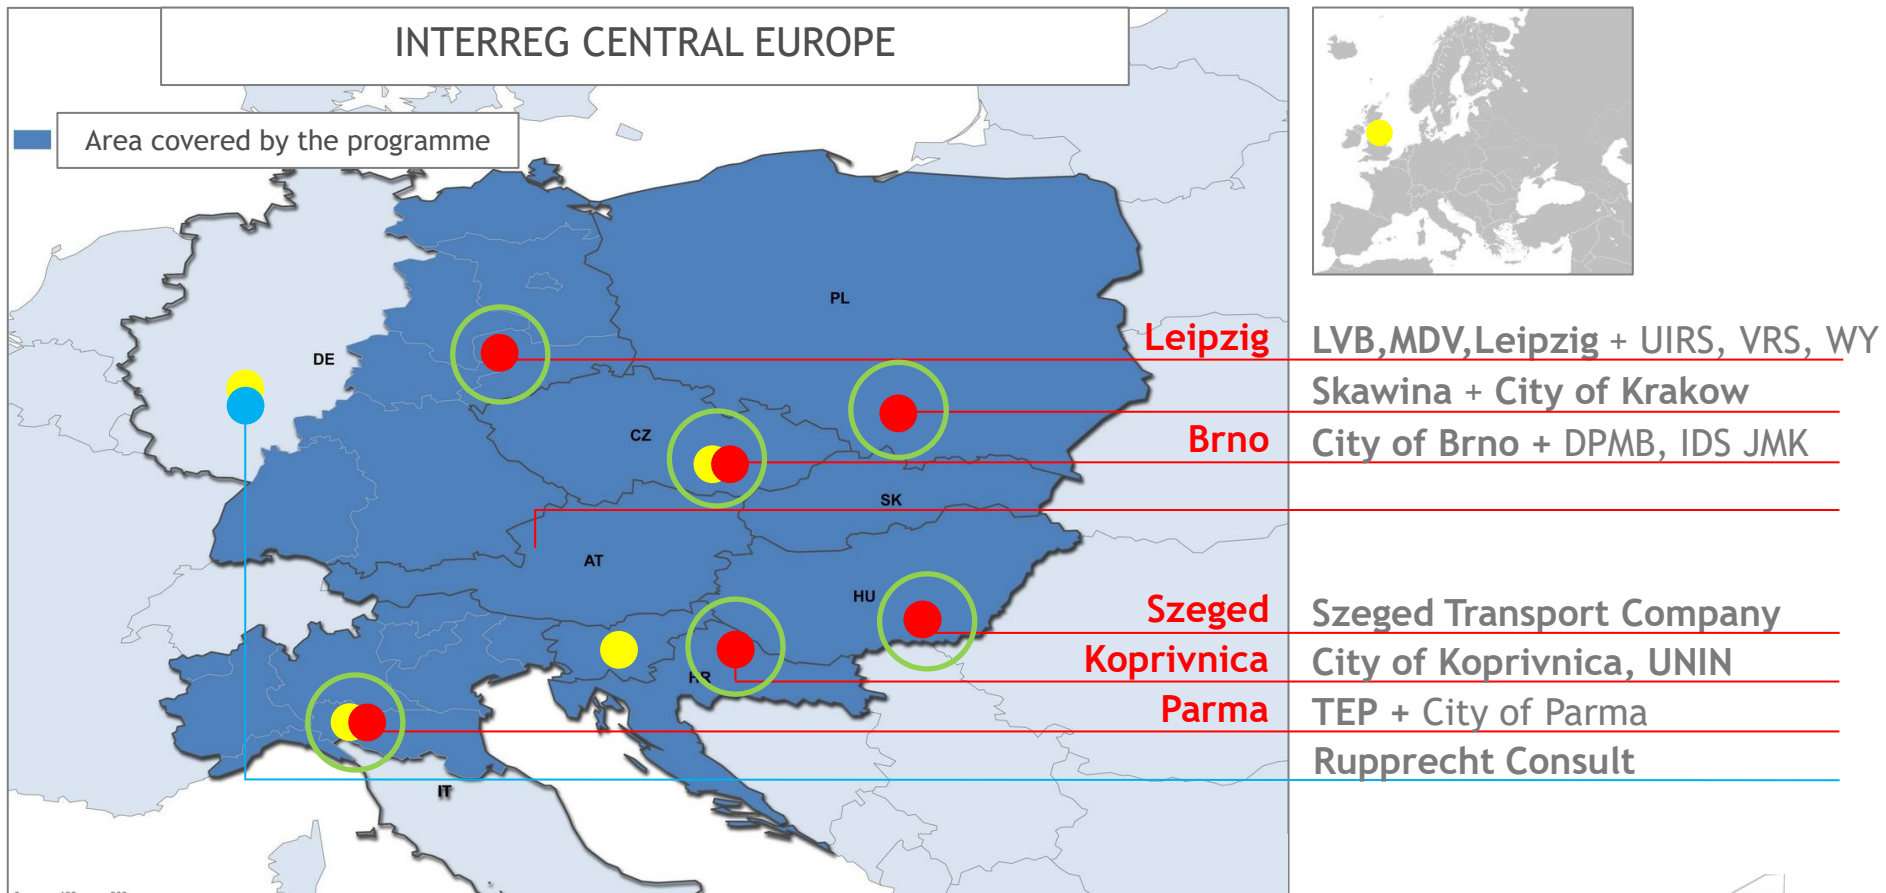 INTERREG CENTRAL EUROPE
Area covered by the programme
PL
DE
CZ
SK
AT
HU
HR
IT
Leipzig LVB,MDV,Leipzig + UIRS, VRS, WY
Skawina + City of Krakow
Brno City of Brno + DPMB, IDS JMK
Szeged Szeged Transport Company
Koprivnica City of Koprivnica, UNIN
Parma TEP + City of Parma
Rupprecht Consult